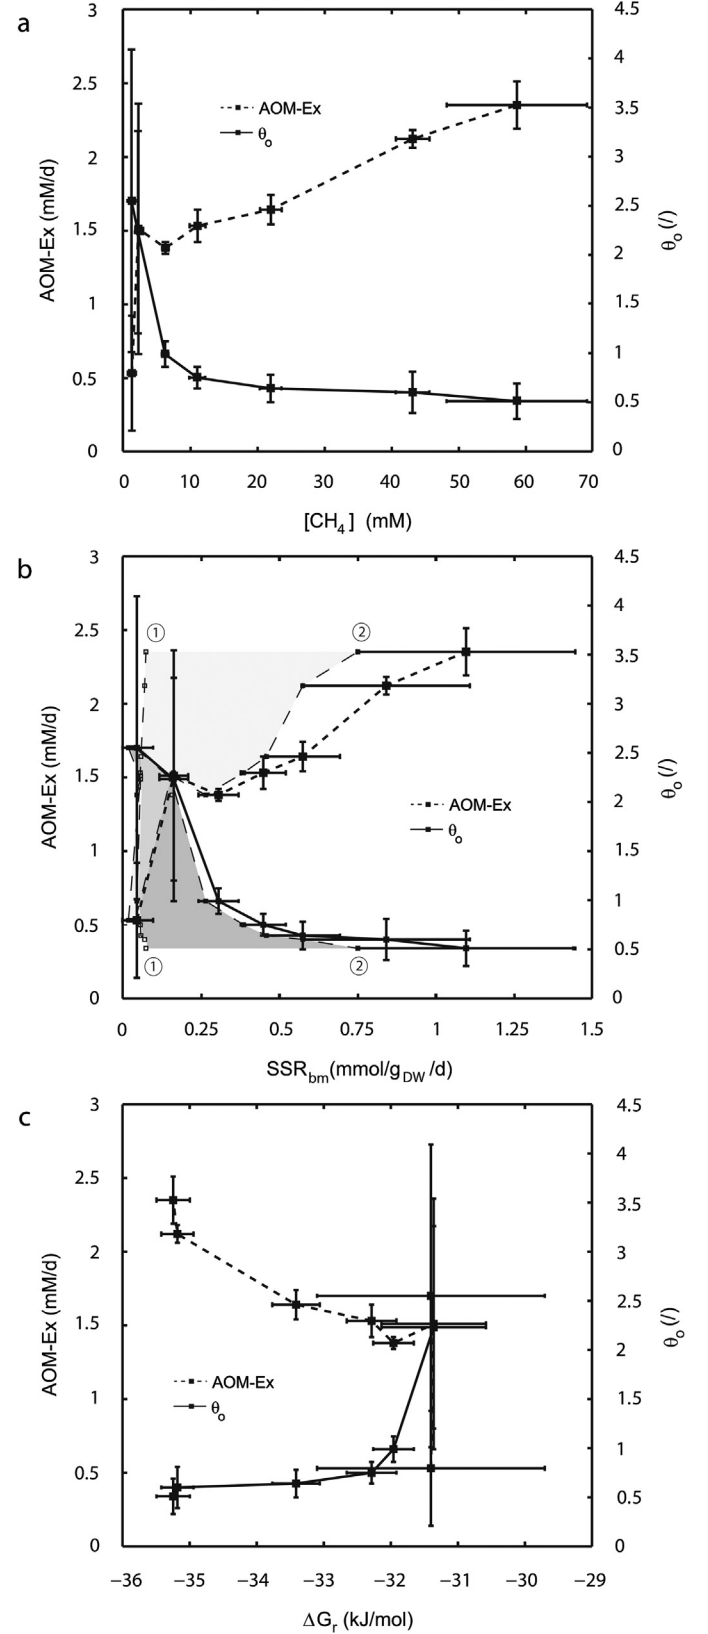 a
3
2.5
2
1.5
1
0.5
0
AOM-Ex (mM/d)
4.5
4
3.5
3
2.5
2
1.5
1
0.5
0
θo (/)
AOM-Ex
θo
0 10 20 30 40 50 60 70
[CH4] (mM)
b
3
2.5
2
1.5
1
0.5
0
AOM-Ex (mM/d)
4.5
4
3.5
3
2.5
2
1.5
1
0.5
0
θo (/)
① ②
AOM-Ex
θo
① ②
0 0.25 0.5 0.75 1 1.25 1.5
SSRbm(mmol/gDW/d)
c
3
2.5
2
1.5
1
0.5
0
AOM-Ex (mM/d)
4.5
4
3.5
3
2.5
2
1.5
1
0.5
0
θo (/)
AOM-Ex
θo
−36 −35 −34 −33 −32 −31 −30 −29
ΔGr (kJ/mol)